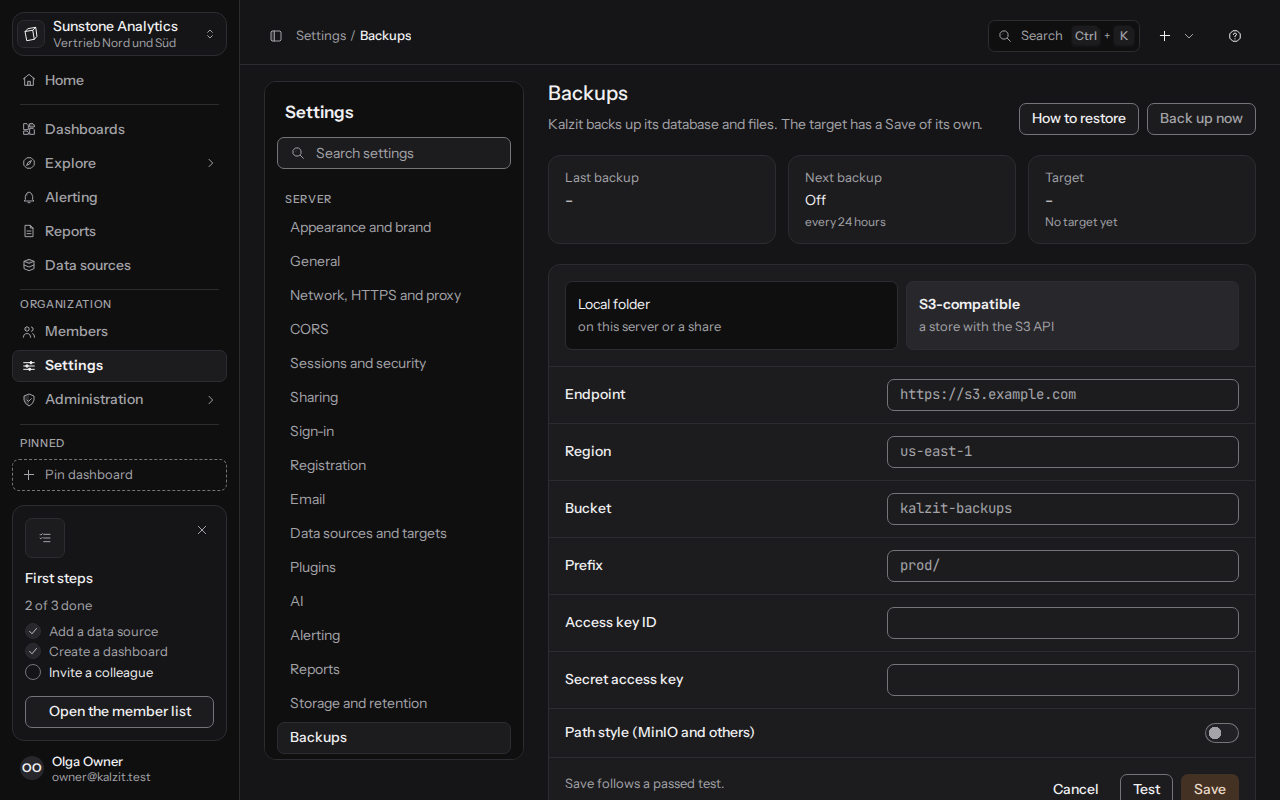 Sunstone Analytics
Vertrieb Nord und Süd
Home
Dashboards
Explore
Alerting
Reports
Data sources
ORGANIZATION
Members
Settings
Administration
PINNED
Pin dashboard
First steps
2 of 3 done
Add a data source
Create a dashboard
Invite a colleague
Open the member list
OO
Olga Owner
owner@kalzit.test
Settings / Backups
Search Ctrl + K
Settings
Search settings
SERVER
Appearance and brand
General
Network, HTTPS and proxy
CORS
Sessions and security
Sharing
Sign-in
Registration
Email
Data sources and targets
Plugins
AI
Alerting
Reports
Storage and retention
Backups
Backups
Kalzit backs up its database and files. The target has a Save of its own.
How to restore
Back up now
Last backup
–
Next backup
Off
every 24 hours
Target
–
No target yet
Local folder
on this server or a share
S3-compatible
a store with the S3 API
Endpoint
https://s3.example.com
Region
us-east-1
Bucket
kalzit-backups
Prefix
prod/
Access key ID
Secret access key
Path style (MinIO and others)
Save follows a passed test.
Cancel
Test
Save